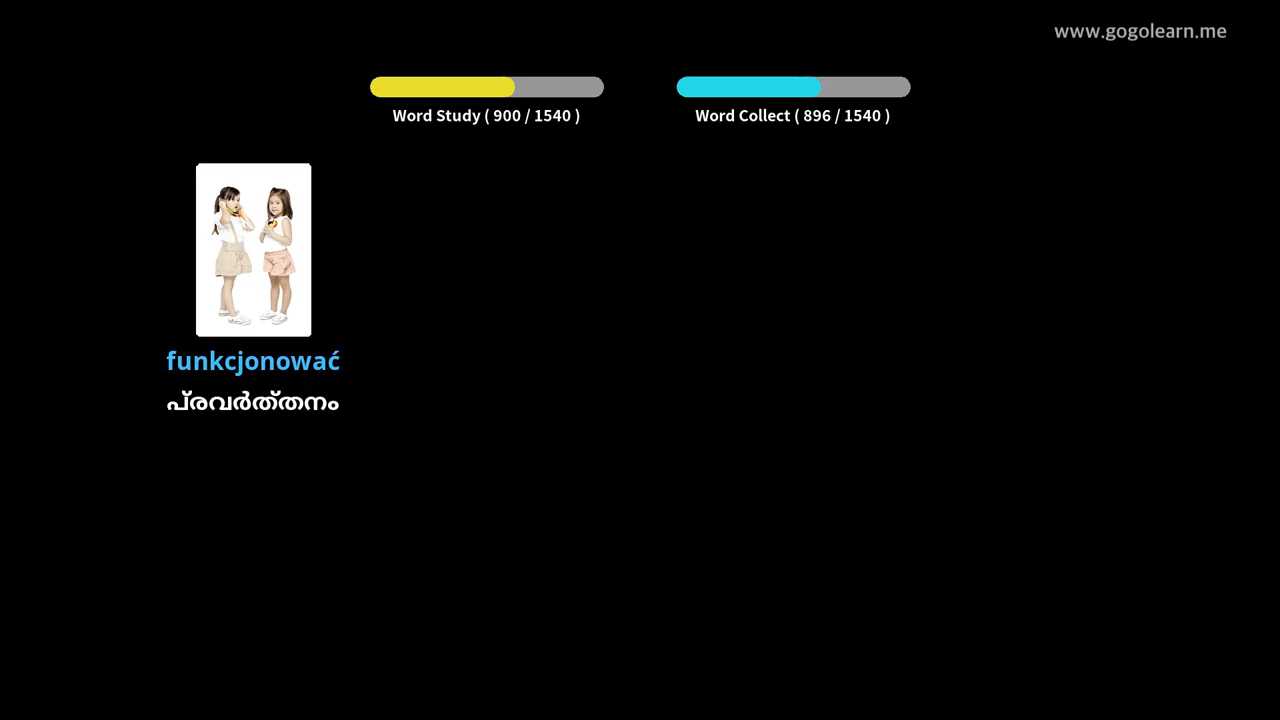 www.gogolearn.me
Word Study ( 900 / 1540 )
Word Collect ( 896 / 1540 )
funkcjonować
പ്രവർത്തനം